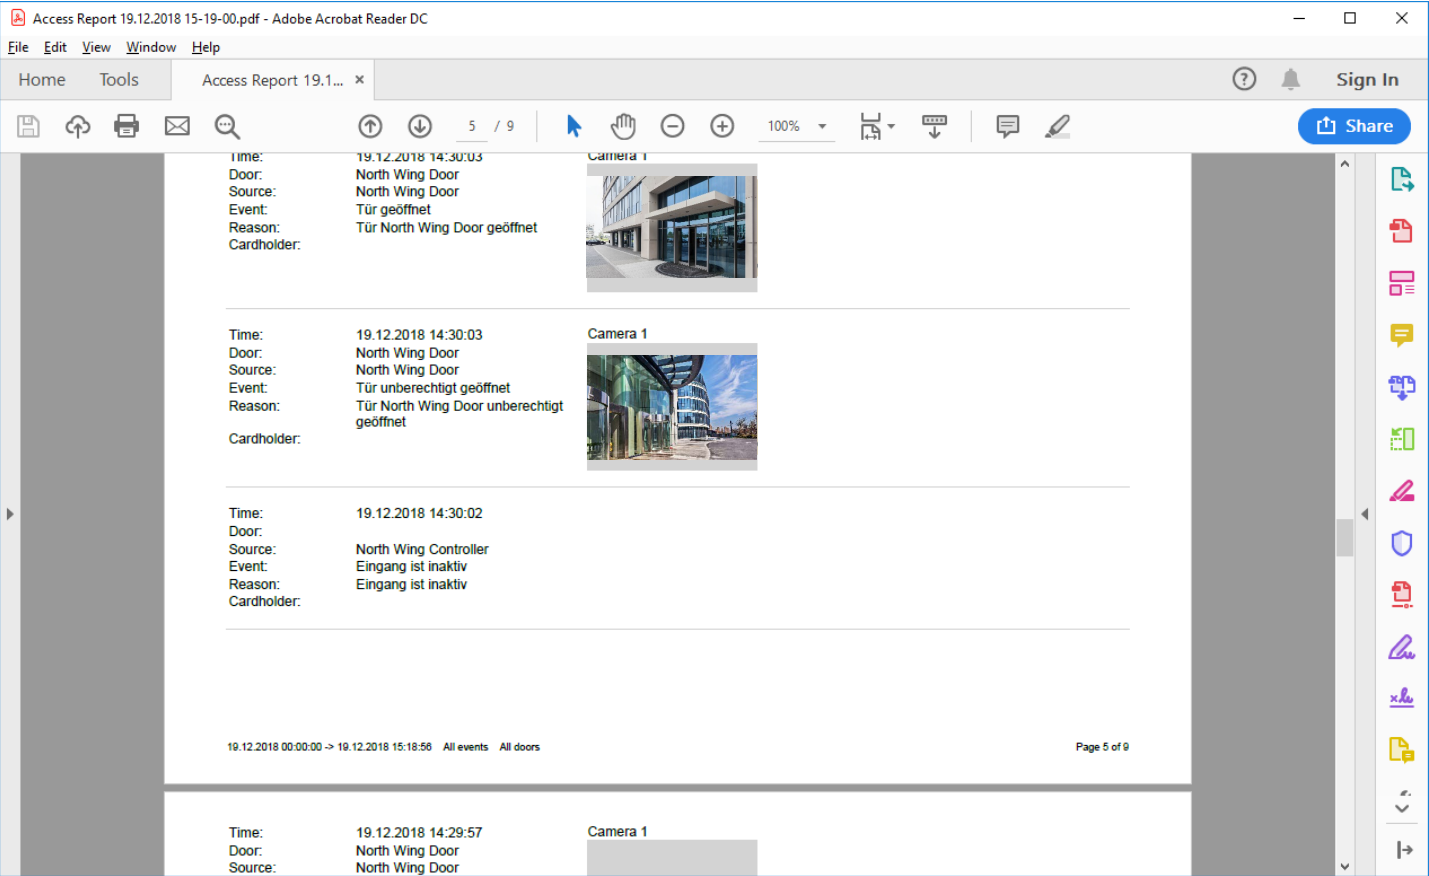 Access Report 19.12.2018 15-19-00.pdf - Adobe Acrobat Reader DC
File Edit View Window Help
Home Tools Access Report 19.1... × Sign In
5 / 9 100% Share
Time: 19.12.2018 14:30:03 Camera 1
Door: North Wing Door
Source: North Wing Door
Event: Tür geöffnet
Reason: Tür North Wing Door geöffnet
Cardholder:
Time: 19.12.2018 14:30:03 Camera 1
Door: North Wing Door
Source: North Wing Door
Event: Tür unberechtigt geöffnet
Reason: Tür North Wing Door unberechtigt
geöffnet
Cardholder:
Time: 19.12.2018 14:30:02
Door:
Source: North Wing Controller
Event: Eingang ist inaktiv
Reason: Eingang ist inaktiv
Cardholder:
19.12.2018 00:00:00 -> 19.12.2018 15:18:56 All events All doors Page 5 of 9
Time: 19.12.2018 14:29:57 Camera 1
Door: North Wing Door
Source: North Wing Door